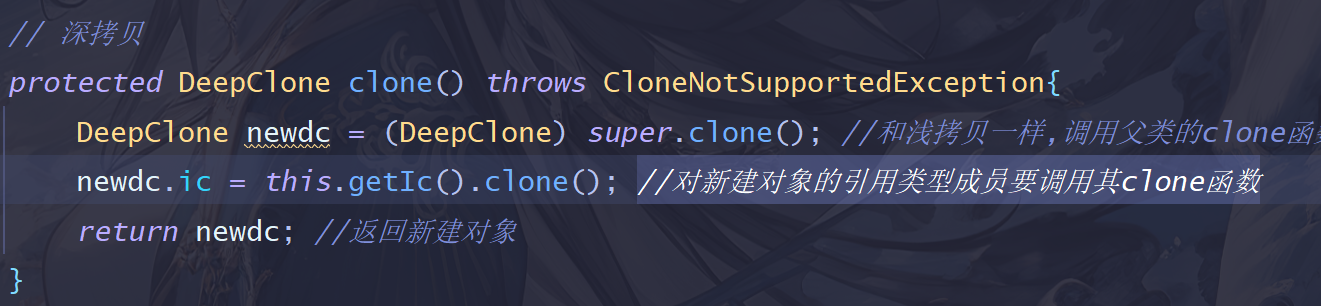 // 深拷贝
protected DeepClone clone() throws CloneNotSupportedException{
DeepClone newdc = (DeepClone) super.clone(); //和浅拷贝一样,调用父类的clone函
newdc.ic = this.getIc().clone(); //对新建对象的引用类型成员要调用其clone函数
return newdc; //返回新建对象
}